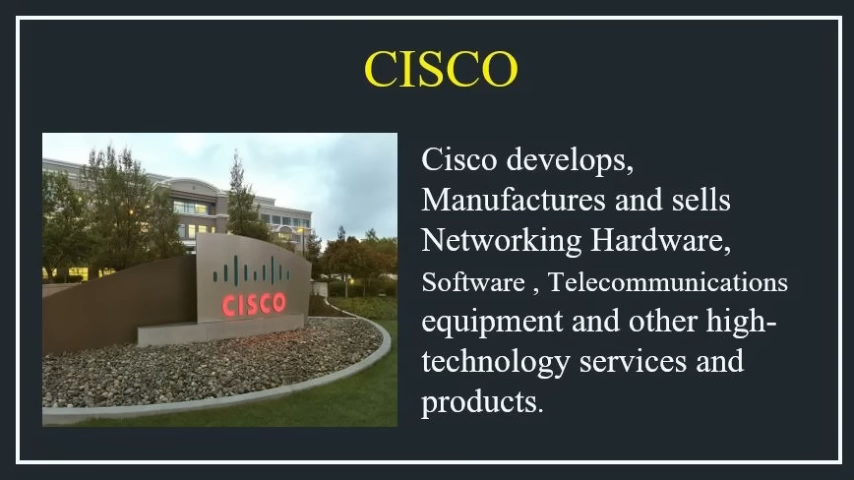 CISCO
CISCO
Cisco develops,
Manufactures and sells
Networking Hardware,
Software , Telecommunications
equipment and other high-
technology services and
products.